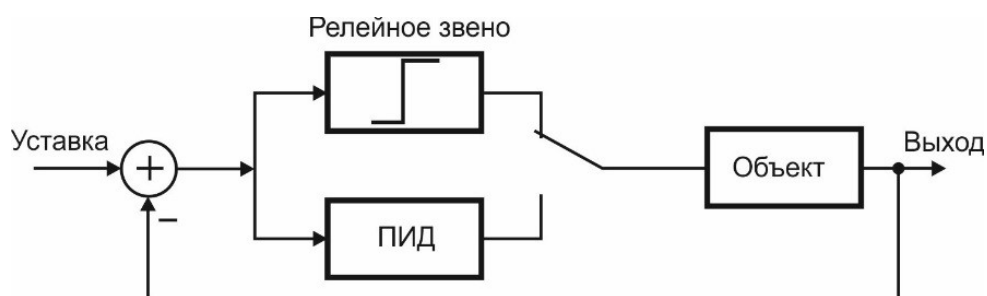 Релейное звено
Уставка
+
−
ПИД
Объект
Выход